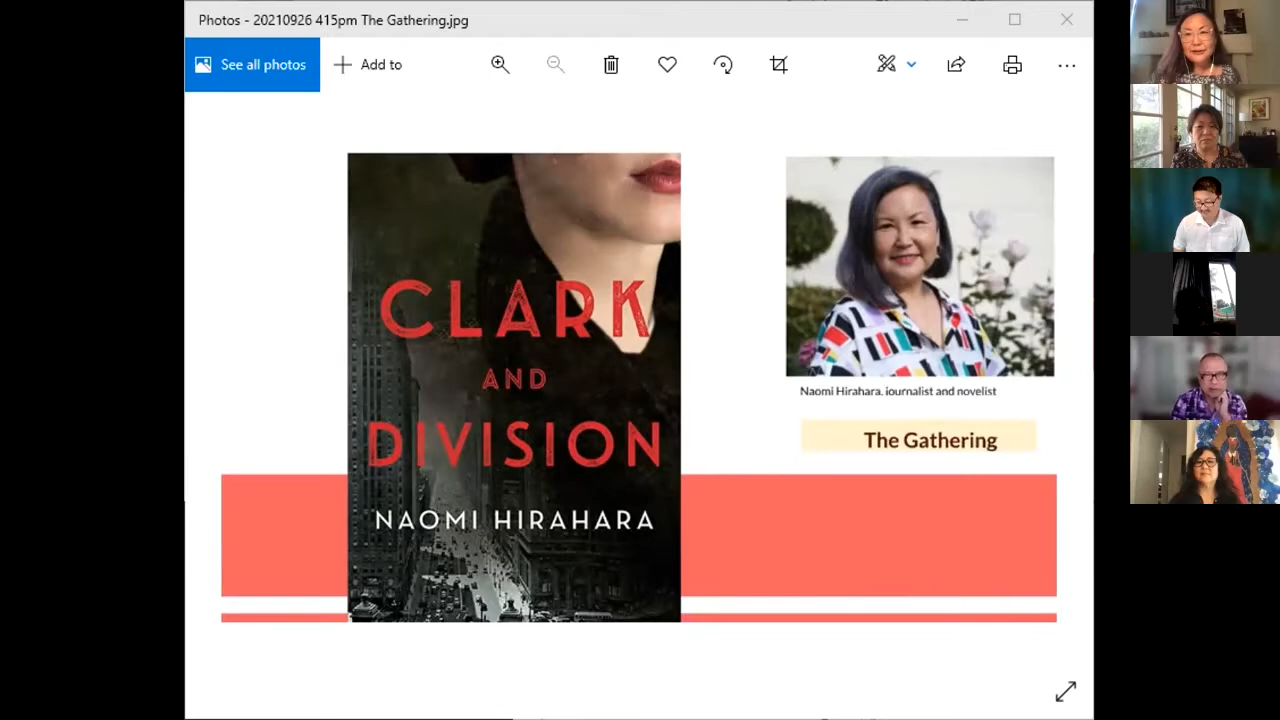 Photos - 20210926 415pm The Gathering.jpg
See all photos
Add to
CLARK
AND
DIVISION
NAOMI HIRAHARA
Naomi Hirahara, journalist and novelist
The Gathering